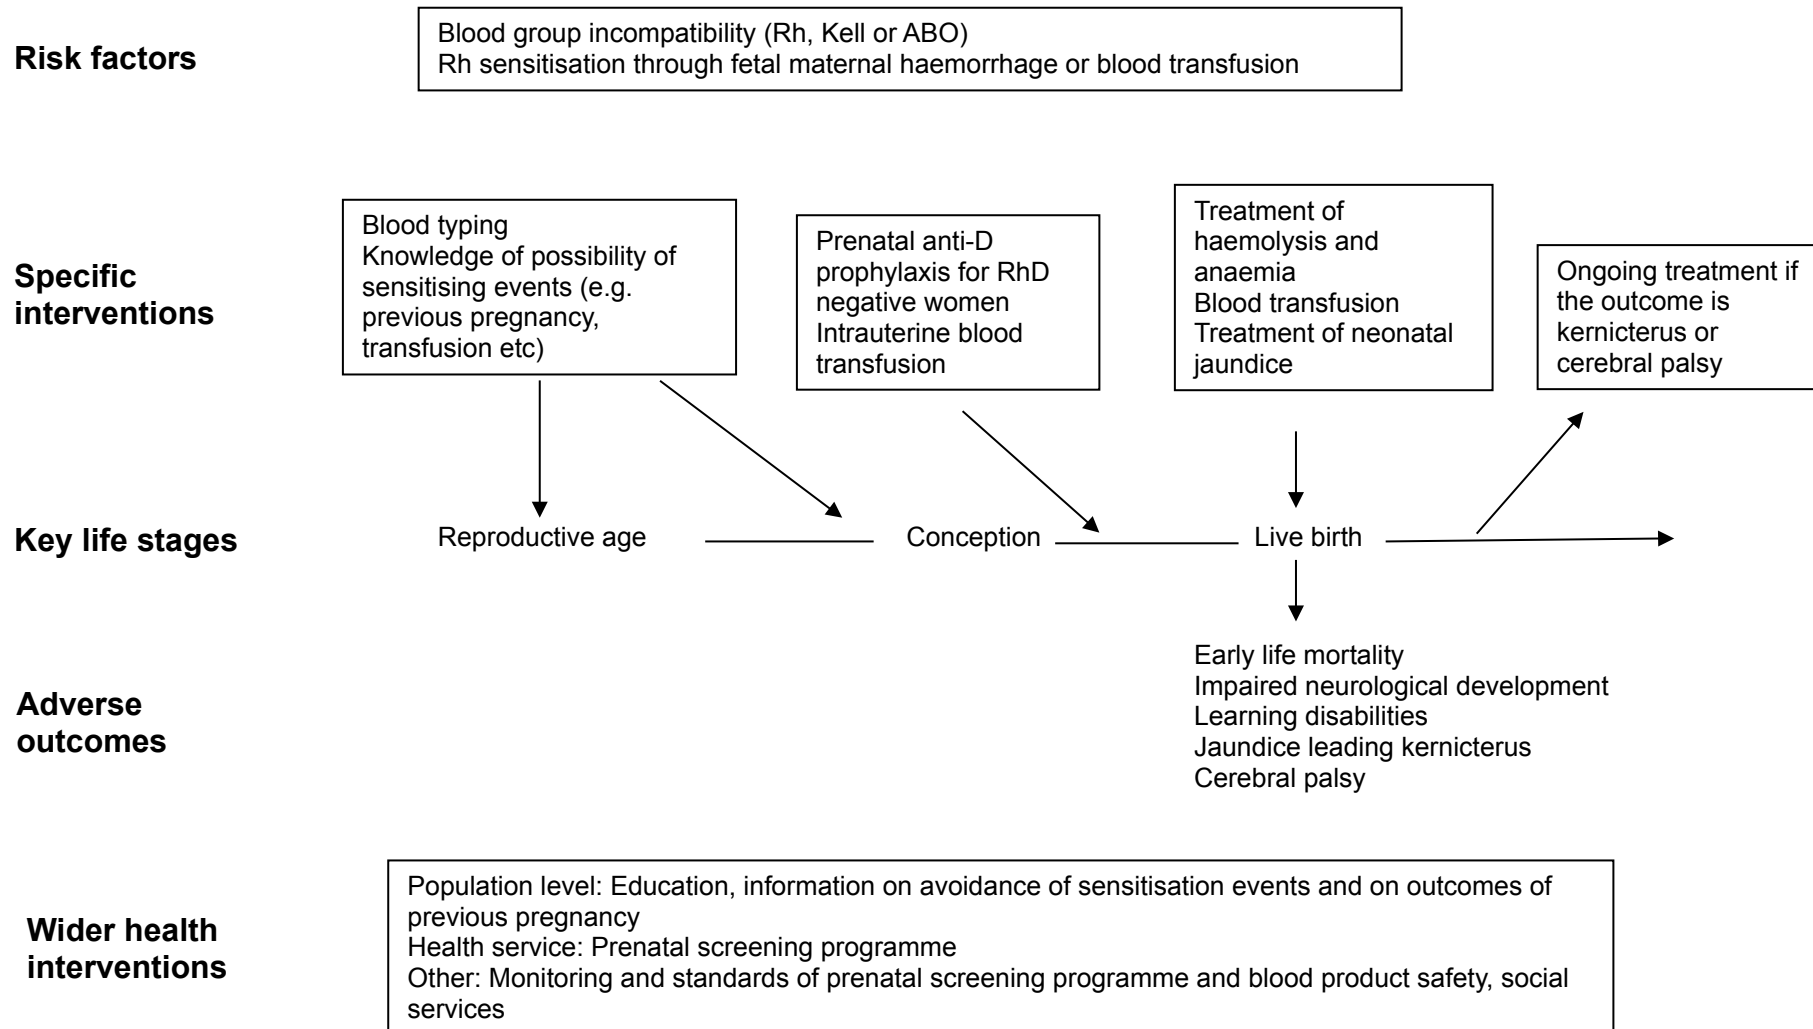 Risk factors
Blood group incompatibility (Rh, Kell or ABO)
Rh sensitisation through fetal maternal haemorrhage or blood transfusion
Specific
interventions
Blood typing
Knowledge of possibility of
sensitising events (e.g.
previous pregnancy,
transfusion etc)
Prenatal anti-D
prophylaxis for RhD
negative women
Intrauterine blood
transfusion
Treatment of
haemolysis and
anaemia
Blood transfusion
Treatment of neonatal
jaundice
Ongoing treatment if
the outcome is
kernicterus or
cerebral palsy
Key life stages
Reproductive age
Conception
Live birth
Adverse
outcomes
Early life mortality
Impaired neurological development
Learning disabilities
Jaundice leading kernicterus
Cerebral palsy
Wider health
interventions
Population level: Education, information on avoidance of sensitisation events and on outcomes of
previous pregnancy
Health service: Prenatal screening programme
Other: Monitoring and standards of prenatal screening programme and blood product safety, social
services